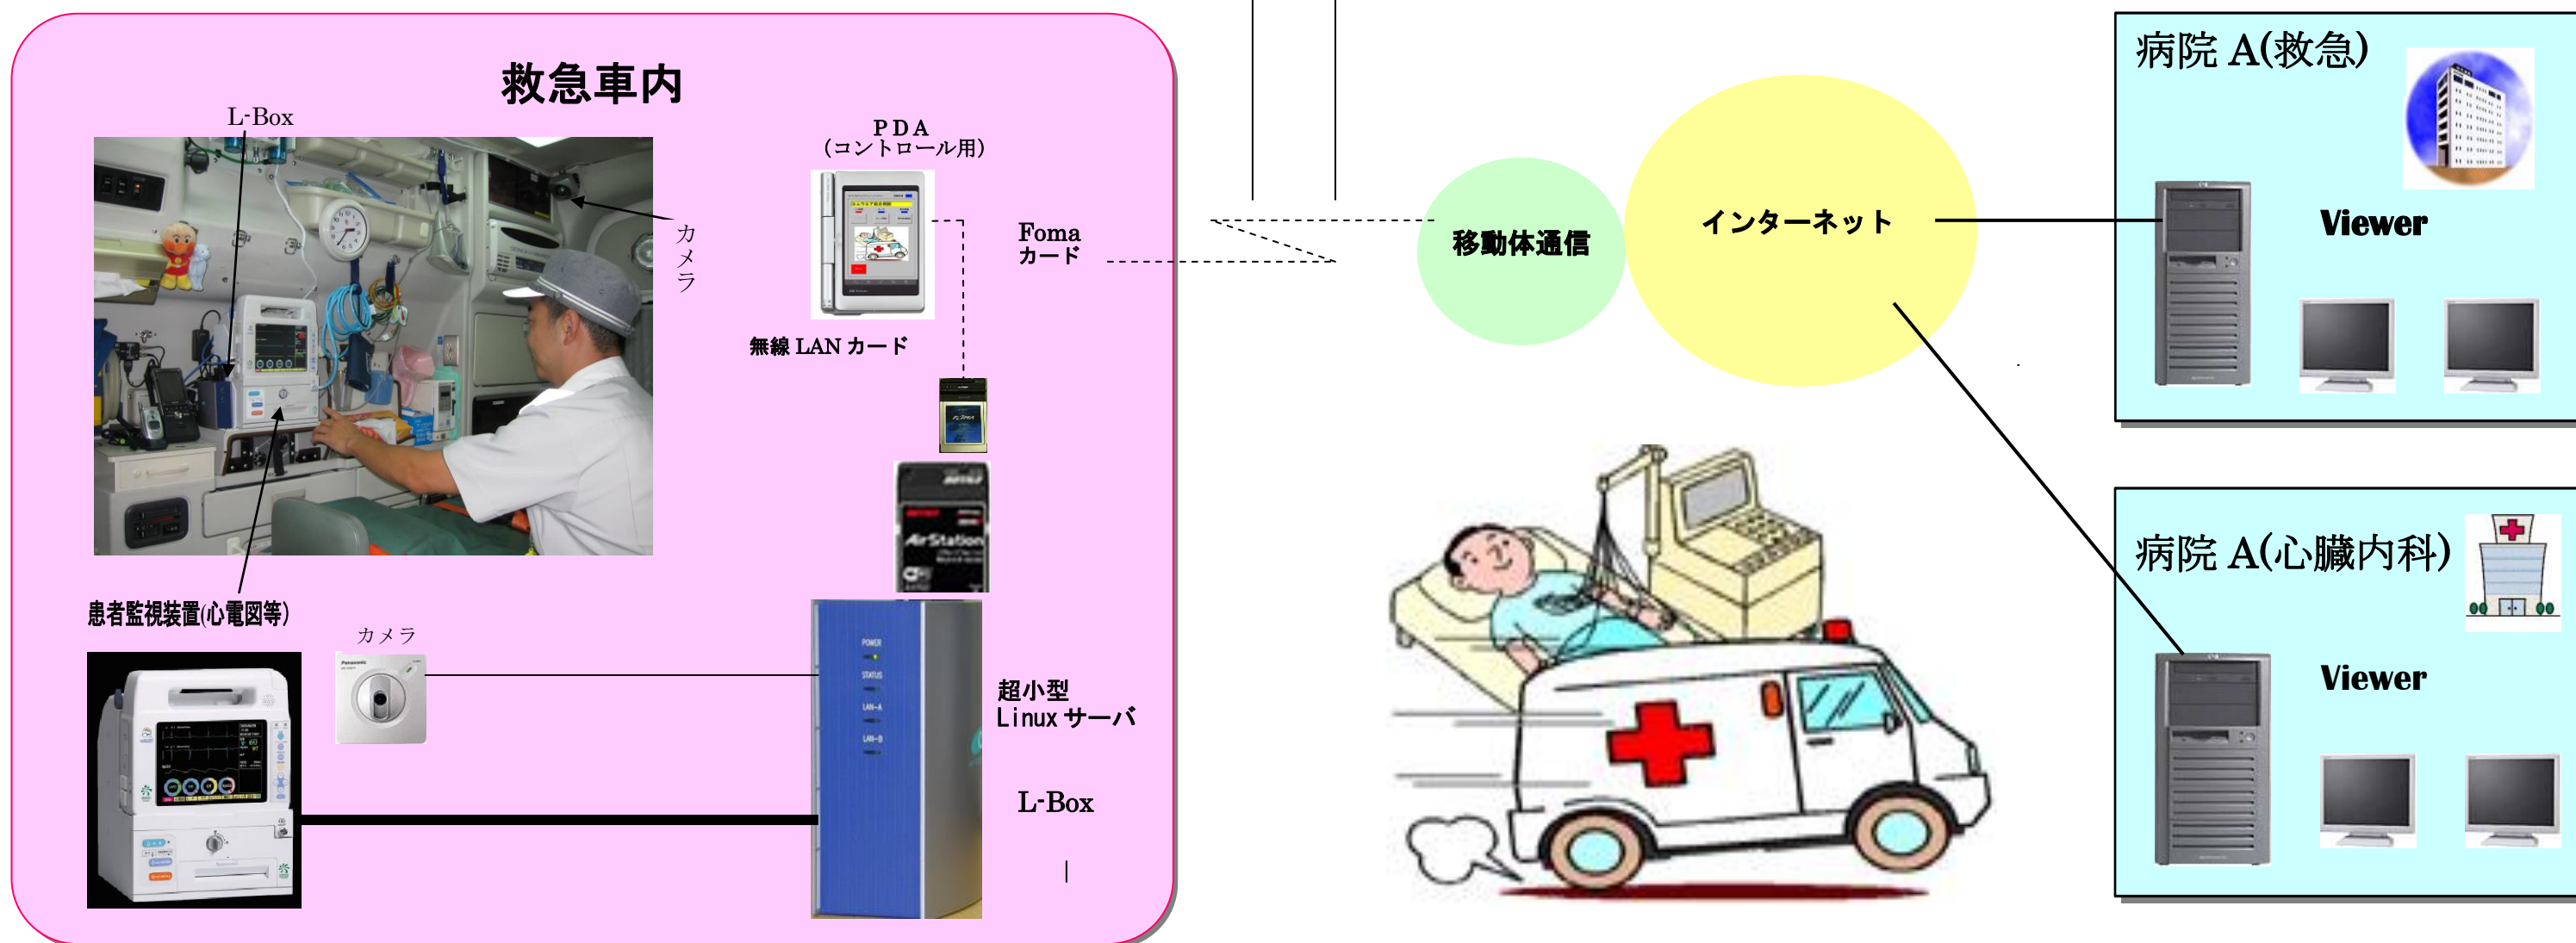 救急車内
L-Box
カメラ
PDA
（コントロール用）
Foma
カード
無線 LAN カード
患者監視装置(心電図等）
カメラ
Panasonic
AirStation
POWER
STATUS
LAN-A
LAN-B
超小型
Linux サーバ
L-Box
移動体通信
インターネット
病院 A(救急)
Viewer
病院 A(心臓内科)
Viewer